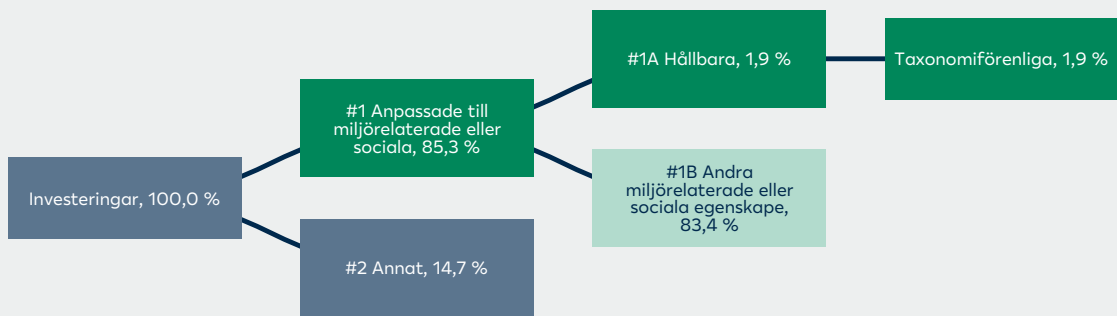 #1A Hållbara, 1,9 %
Taxonomiförenliga, 1,9 %
#1 Anpassade till
miljörelaterade eller
sociala, 85,3 %
Investeringar, 100,0 %
#1B Andra
miljörelaterade eller
sociala egenskape,
83,4 %
#2 Annat, 14,7 %